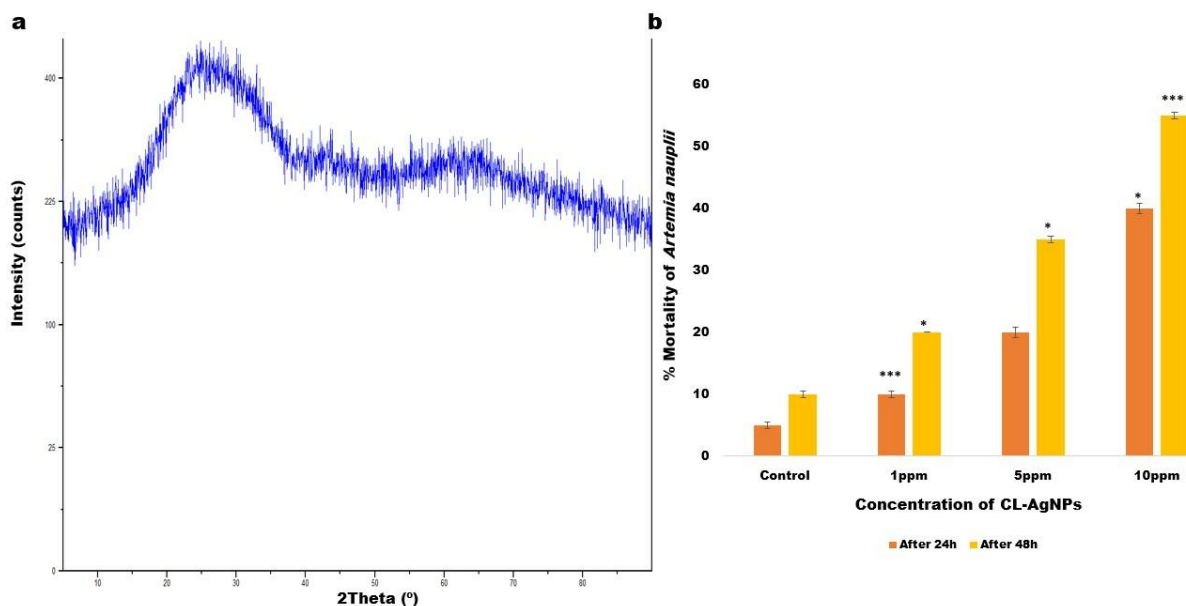 a
Intensity (counts)
400
225
100
25
0
10 20 30 40 50 60 70 80
2Theta (º)
b
% Mortality of Artemia nauplii
60
50
40
30
20
10
0
***
*
*
*
***
Control 1ppm 5ppm 10ppm
Concentration of CL-AgNPs
After 24h After 48h